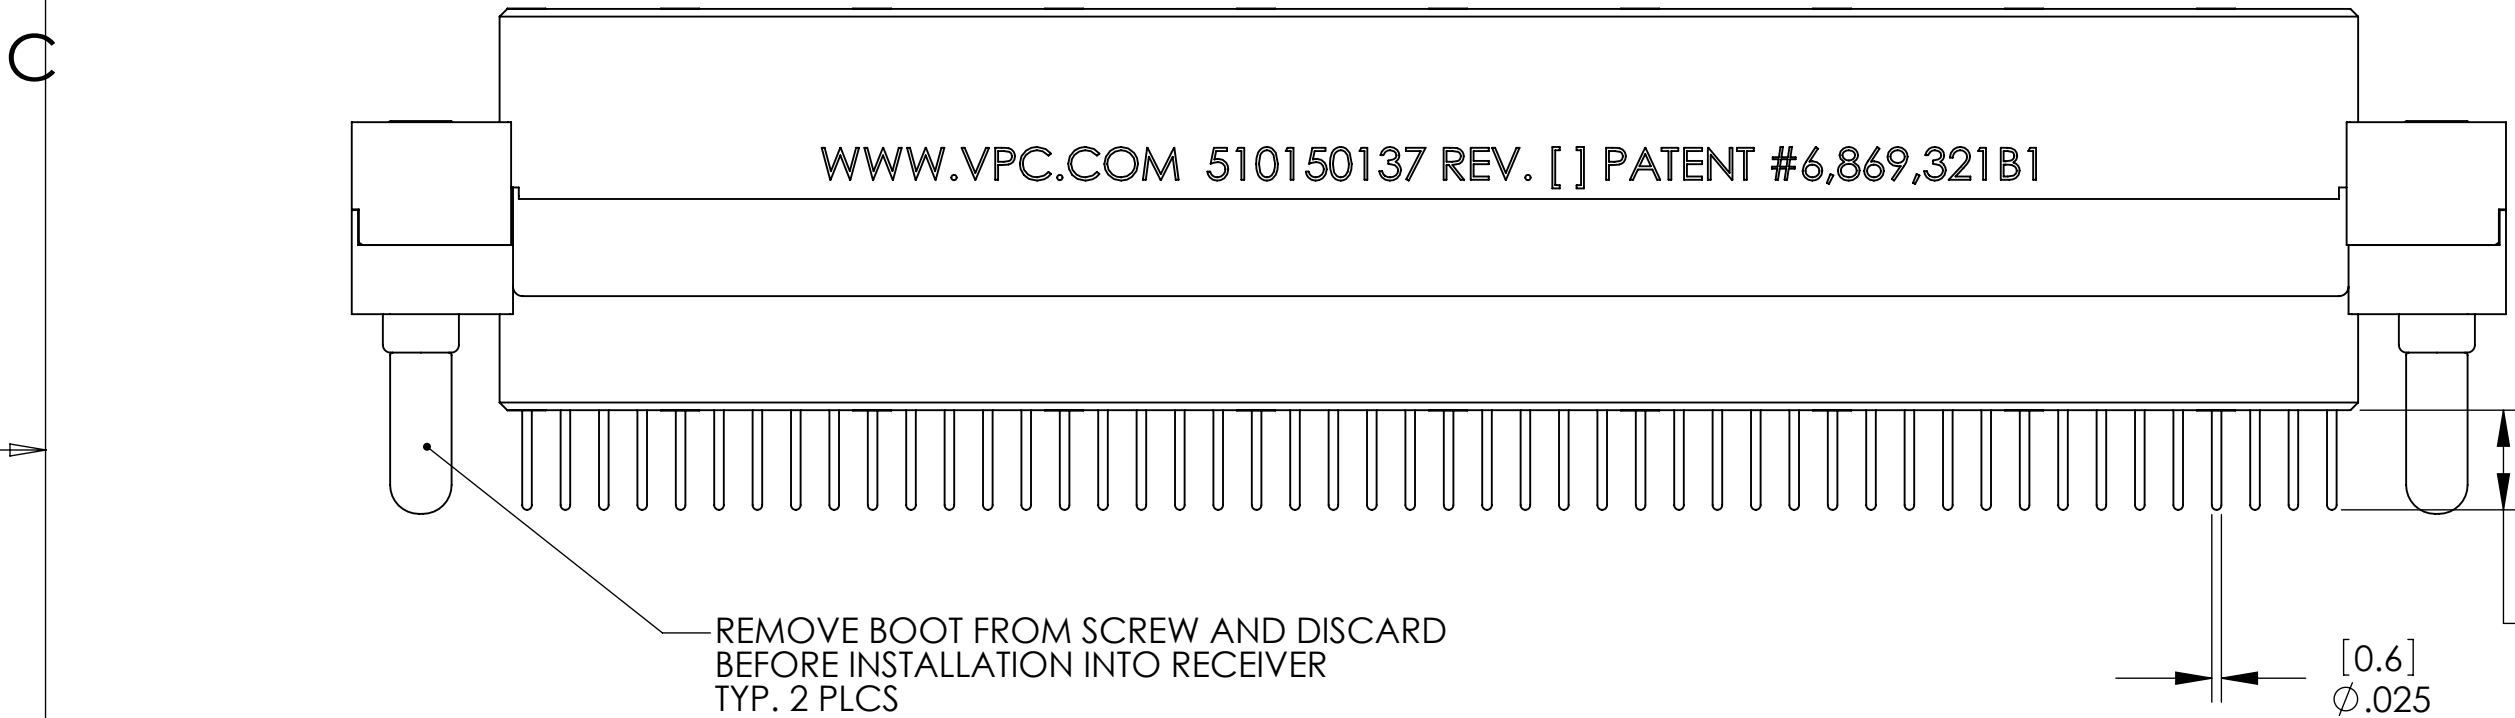 C
WWW.VPC.COM 510150137 REV. [ ] PATENT #6,869,321B1
REMOVE BOOT FROM SCREW AND DISCARD
BEFORE INSTALLATION INTO RECEIVER
TYP. 2 PLCS
[0.6]
∅.025